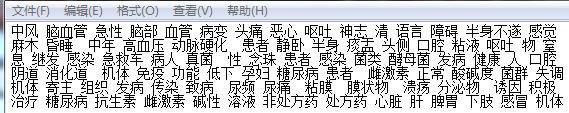 文件(F) 编辑(E) 格式(O) 查看(V) 帮助(H)
中风 脑血管 急性 脑部 血管 病变 头痛 恶心 呕吐 神志 清 语言 障碍 半身不遂 感觉
麻木 昏睡 中年 高血压 动脉硬化 患者 静卧 半身 痰盂 头侧 口腔 粘液 呕吐 物 窒
息 继发 感染 急救车 病人 真菌 性 念珠 患者 感染 菌类 酵母菌 发病 健康 人 口腔
阴道 消化道 机体 免疫 功能 低下 孕妇 糖尿病 患者 雌激素 正常 酸碱度 菌群 失调
机体 寄王 组织 发病 传染 致病 尿频 尿痛 粘膜 膜状物 溃疡 分泌物 诱因 积极
治疗 糖尿病 抗生素 雌激素 碱性 溶液 非处方药 处方药 心脏 肝 脾胃 下肢 感冒 机体